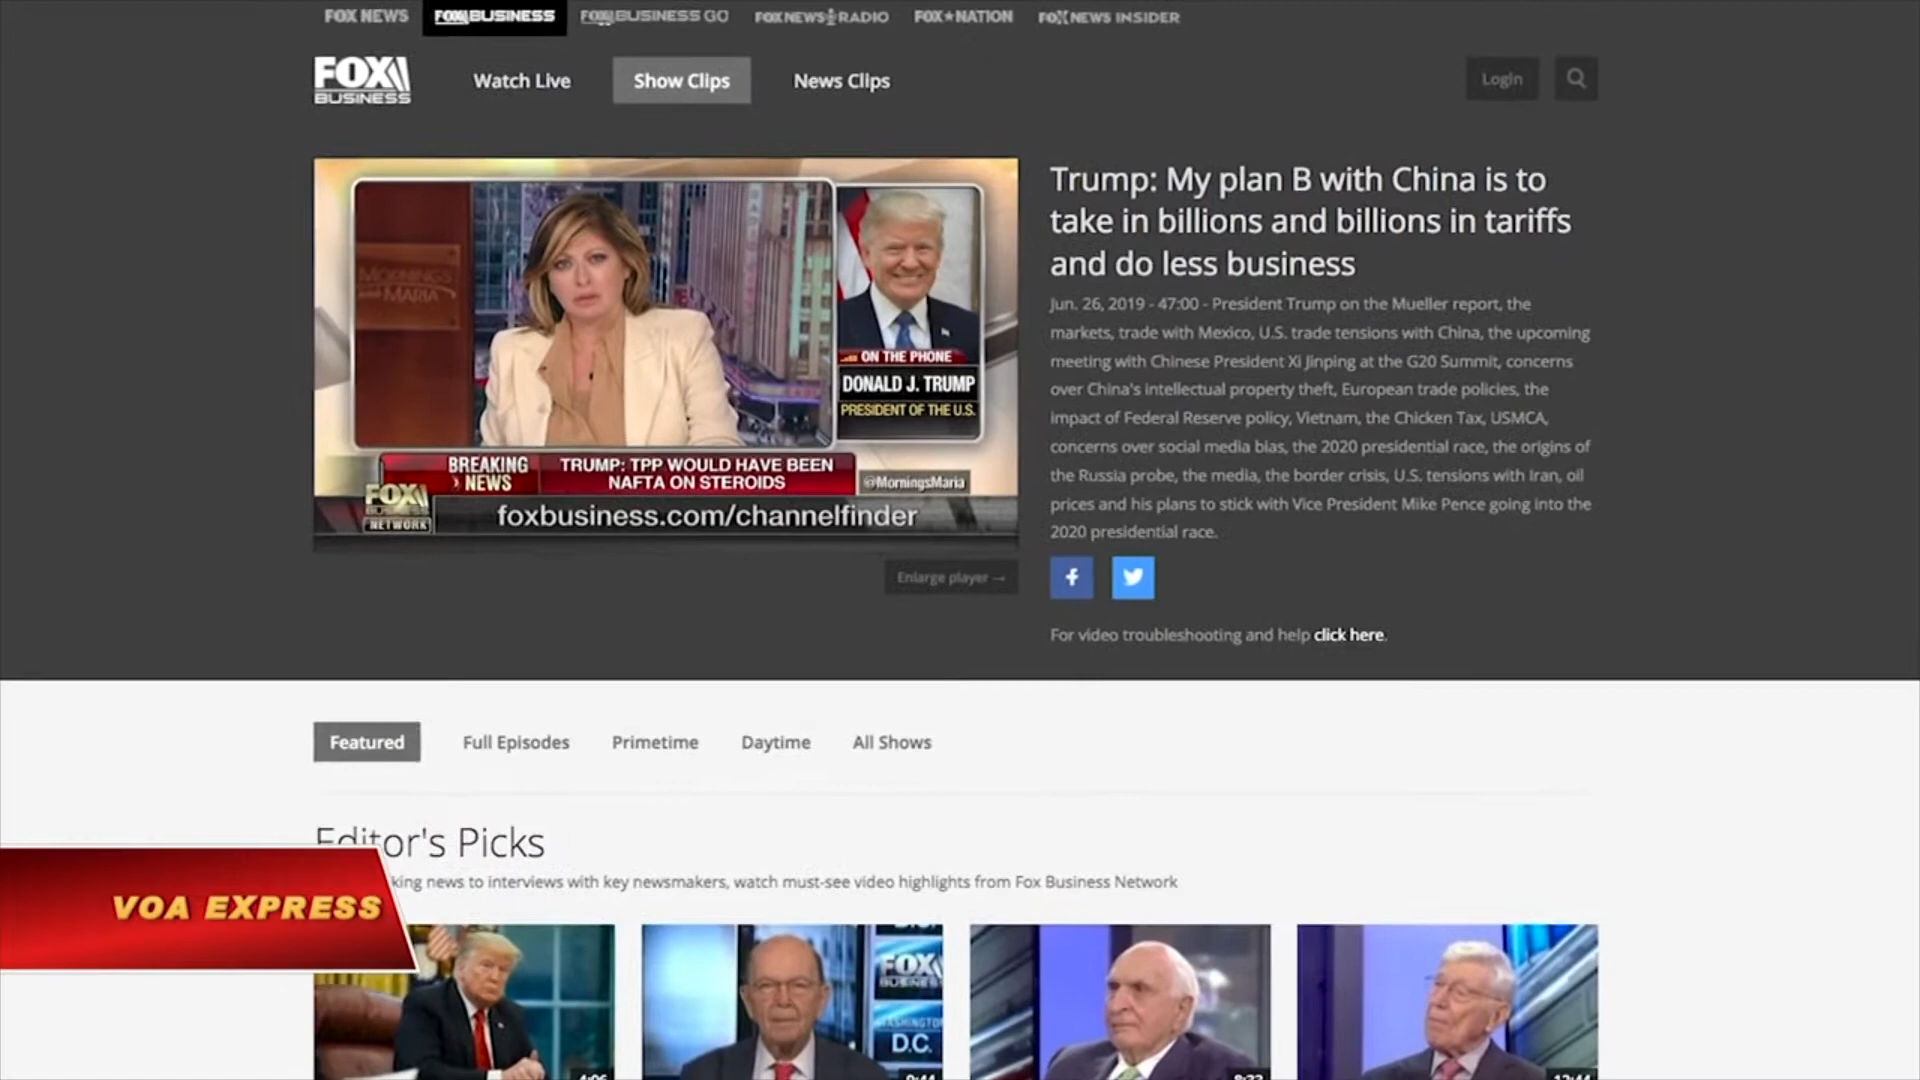 FOX NEWS
FOX BUSINESS
FOX BUSINESS GO
FOX NEWS RADIO
FOX NATION
FOX NEWS INSIDER
FOX
BUSINESS
Watch Live
Show Clips
News Clips
Login
MORNINGS
and MARIA
ON THE PHONE
DONALD J. TRUMP
PRESIDENT OF THE U.S.
BREAKING
NEWS
TRUMP: TPP WOULD HAVE BEEN
NAFTA ON STEROIDS
@MorningsMaria
FOX
BUSINESS
NETWORK
foxbusiness.com/channelfinder
Enlarge player →
Trump: My plan B with China is to
take in billions and billions in tariffs
and do less business
Jun. 26, 2019 - 47:00 - President Trump on the Mueller report, the
markets, trade with Mexico, U.S. trade tensions with China, the upcoming
meeting with Chinese President Xi Jinping at the G20 Summit, concerns
over China's intellectual property theft, European trade policies, the
impact of Federal Reserve policy, Vietnam, the Chicken Tax, USMCA,
concerns over social media bias, the 2020 presidential race, the origins of
the Russia probe, the media, the border crisis, U.S. tensions with Iran, oil
prices and his plans to stick with Vice President Mike Pence going into the
2020 presidential race.
For video troubleshooting and help click here.
Featured
Full Episodes
Primetime
Daytime
All Shows
Editor's Picks
king news to interviews with key newsmakers, watch must-see video highlights from Fox Business Network
VOA EXPRESS
FOX
BUSINESS
WASHINGTON
D.C.